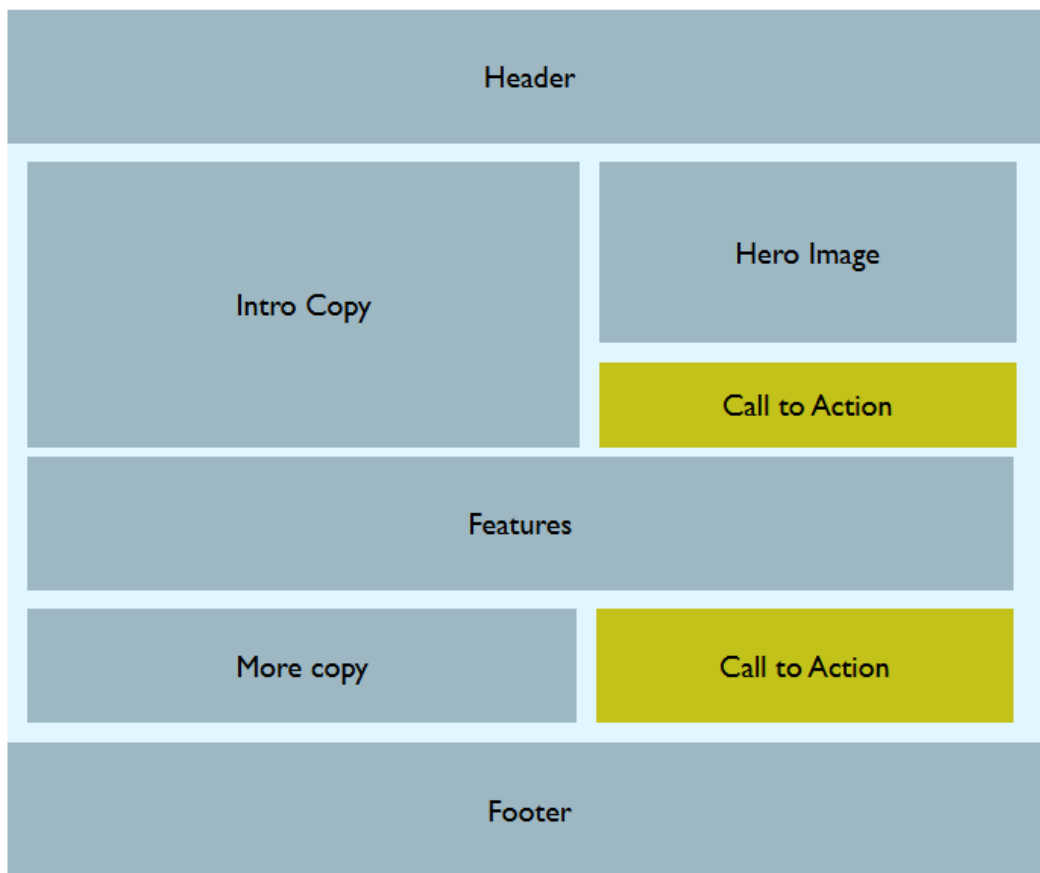 Header
Intro Copy
Hero Image
Call to Action
Features
More copy
Call to Action
Footer